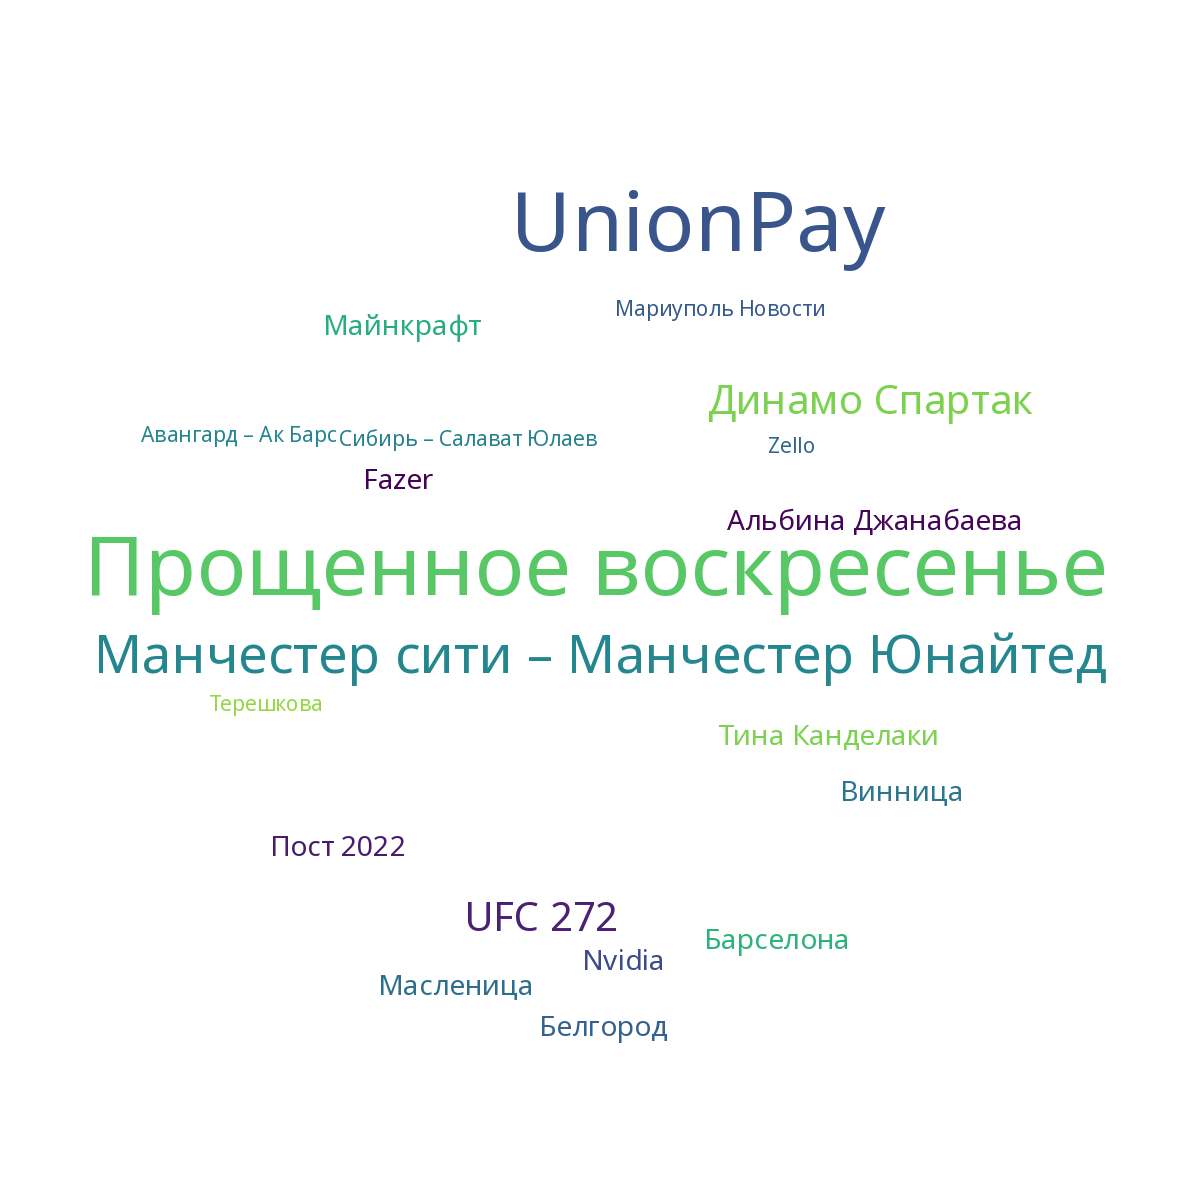 UnionPay
Мариуполь Новости
Майнкрафт
Динамо Спартак
Авангард – Ак Барс
Сибирь – Салават Юлаев
Zello
Fazer
Альбина Джанабаева
Прощенное воскресенье
Манчестер сити – Манчестер Юнайтед
Терешкова
Тина Канделаки
Винница
Пост 2022
UFC 272
Барселона
Nvidia
Масленица
Белгород